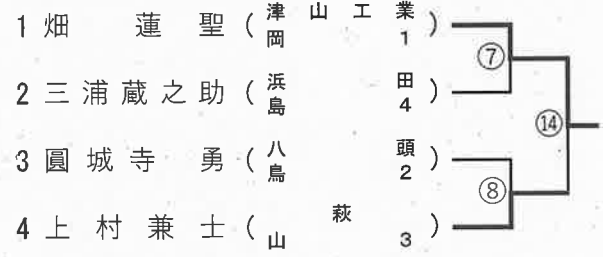 1 畑 蓮聖 (津山工業 岡1)
⑦
2 三浦蔵之助 (浜田 島4)
⑭
3 圓城寺 勇 (八頭 鳥2)
⑧
4 上村兼士 (萩 山3)